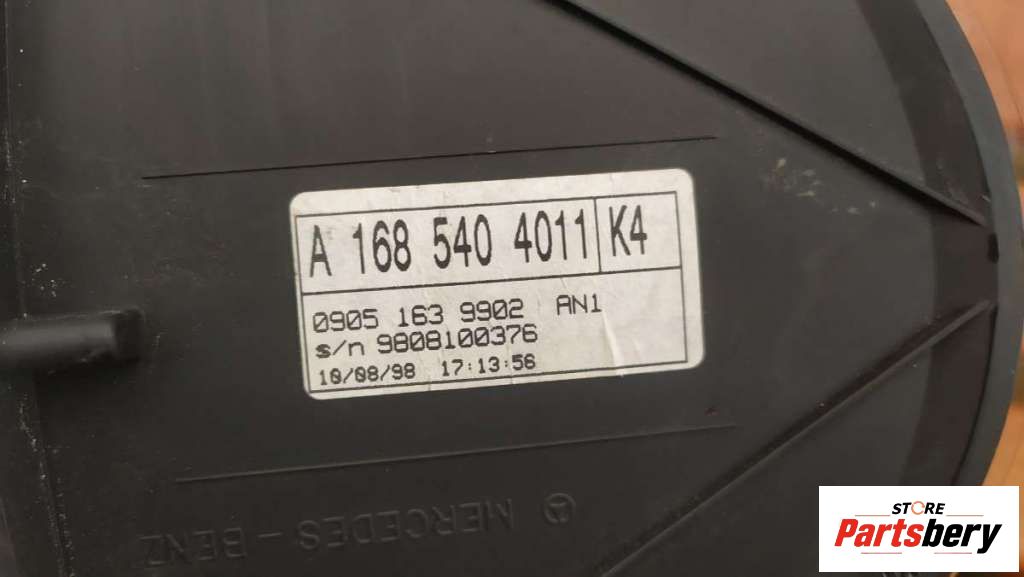 A 168 540 4011 K4
0905 163 9902 AN1
s/n 9808100376
10/08/98 17:13:56
MERCEDES-BENZ
STORE
Partsbery